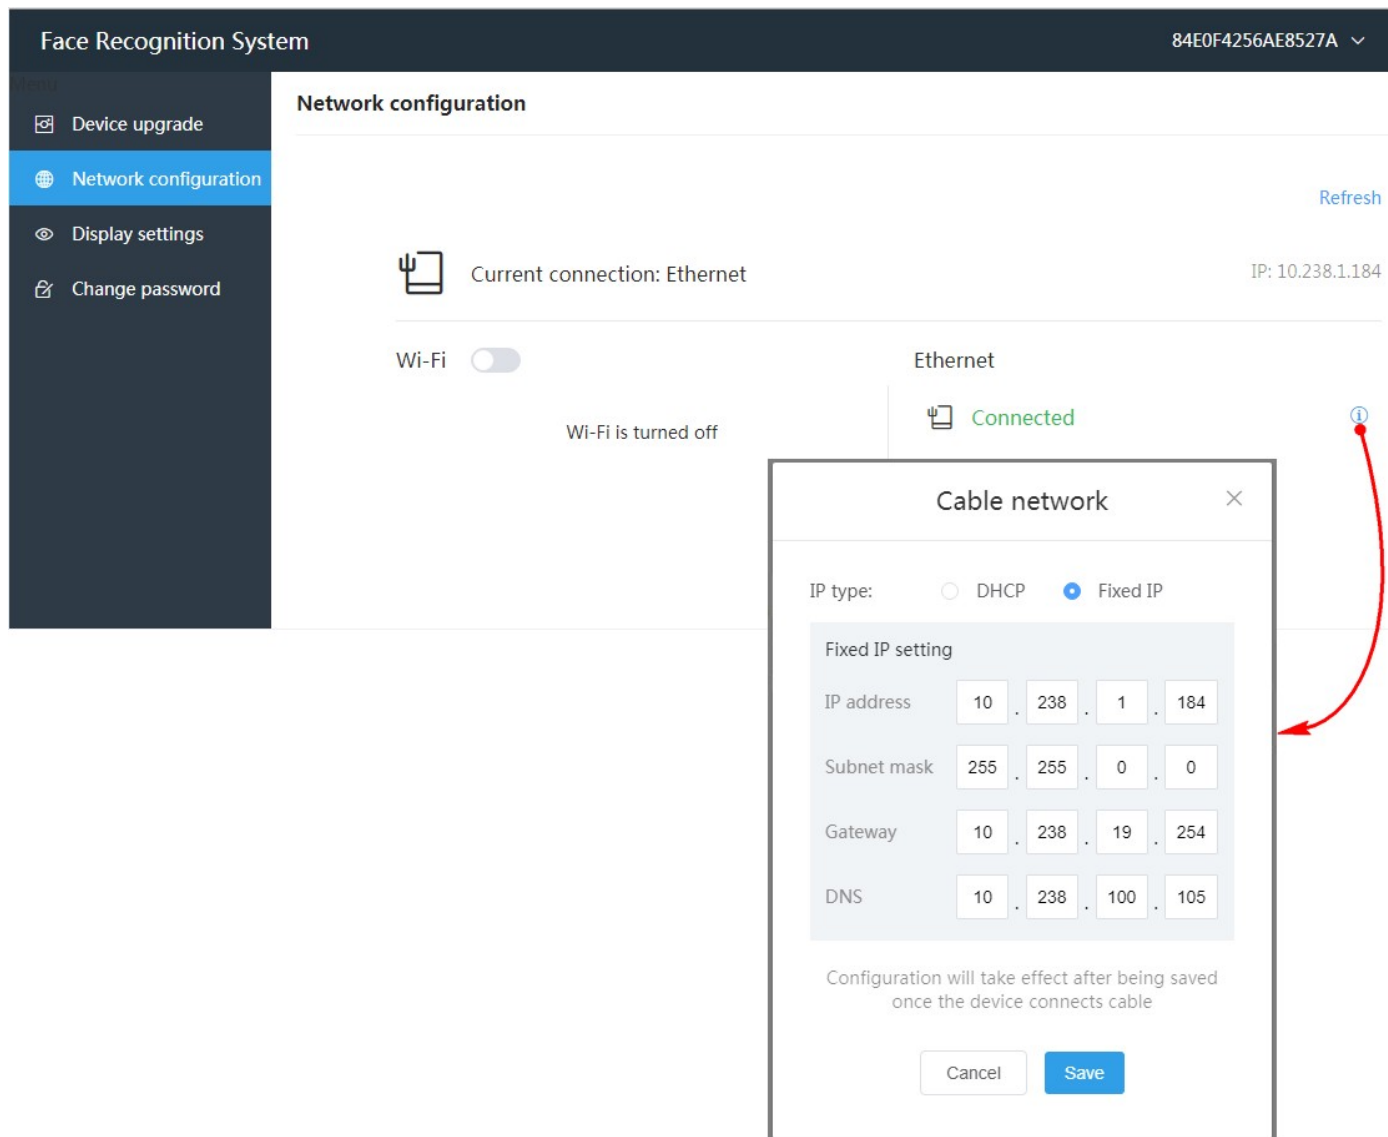 Face Recognition System
84E0F4256AE8527A
Menu
Device upgrade
Network configuration
Display settings
Change password
Network configuration
Refresh
Current connection: Ethernet
IP: 10.238.1.184
Wi-Fi
Wi-Fi is turned off
Ethernet
Connected
Cable network
IP type: DHCP Fixed IP
Fixed IP setting
IP address 10 . 238 . 1 . 184
Subnet mask 255 . 255 . 0 . 0
Gateway 10 . 238 . 19 . 254
DNS 10 . 238 . 100 . 105
Configuration will take effect after being saved
once the device connects cable
Cancel Save